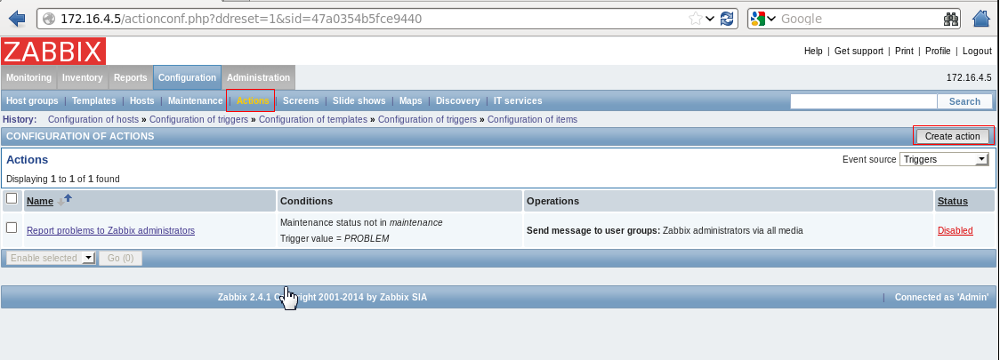 172.16.4.5/actionconf.php?ddreset=1&sid=47a0354b5fce9440 Google
ZABBIX
Help | Get support | Print | Profile | Logout
Monitoring Inventory Reports Configuration Administration 172.16.4.5
Host groups | Templates | Hosts | Maintenance | Actions | Screens | Slide shows | Maps | Discovery | IT services Search
History: Configuration of hosts » Configuration of triggers » Configuration of templates » Configuration of triggers » Configuration of items
CONFIGURATION OF ACTIONS Create action
Actions Event source Triggers
Displaying 1 to 1 of 1 found
Name Conditions Operations Status
Report problems to Zabbix administrators Maintenance status not in maintenance Send message to user groups: Zabbix administrators via all media Disabled
Trigger value = PROBLEM
Enable selected Go (0)
Zabbix 2.4.1 2001-2014 by Zabbix SIA | Connected as 'Admin'